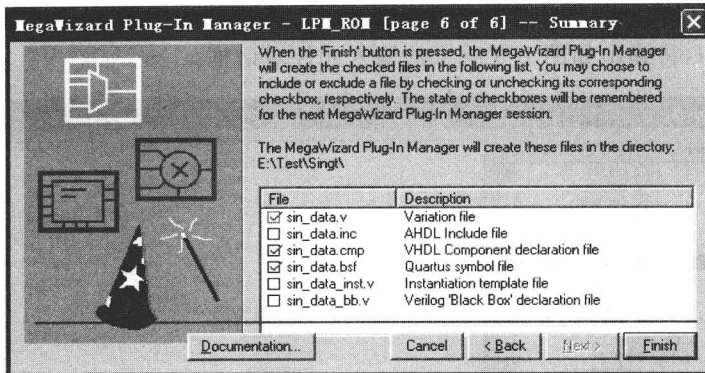 MegaWizard Plug-In Manager - LPM_ROM [page 6 of 6] -- Summary
When the 'Finish' button is pressed, the MegaWizard Plug-In Manager
will create the checked files in the following list. You may choose to
include or exclude a file by checking or unchecking its corresponding
checkbox, respectively. The state of checkboxes will be remembered
for the next MegaWizard Plug-In Manager session.
The MegaWizard Plug-In Manager will create these files in the directory:
E:\Test\Singt\
File Description
sin_data.v Variation file
sin_data.inc AHDL Include file
sin_data.cmp VHDL Component declaration file
sin_data.bsf Quartus symbol file
sin_data_inst.v Instantiation template file
sin_data_bb.v Verilog 'Black Box' declaration file
Documentation... Cancel < Back Next > Finish